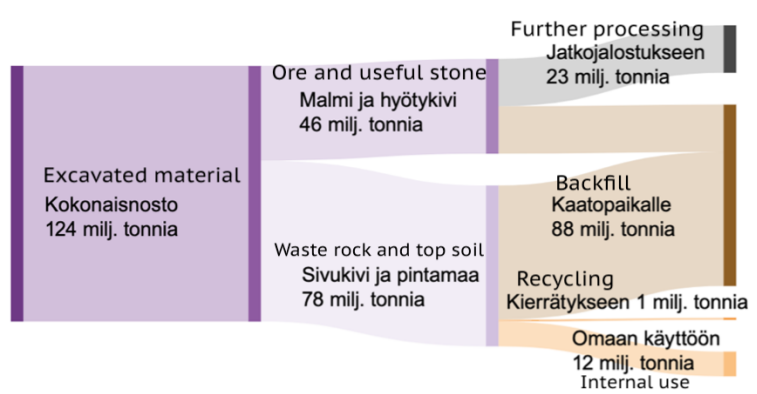 Excavated material
Kokonaisnosto
124 milj. tonnia
Ore and useful stone
Malmi ja hyötykivi
46 milj. tonnia
Waste rock and top soil
Sivukivi ja pintamaa
78 milj. tonnia
Further processing
Jatkojalostukseen
23 milj. tonnia
Backfill
Kaatopaikalle
88 milj. tonnia
Recycling
Kierrätykseen 1 milj. tonnia
Omaan käyttöön
12 milj. tonnia
Internal use